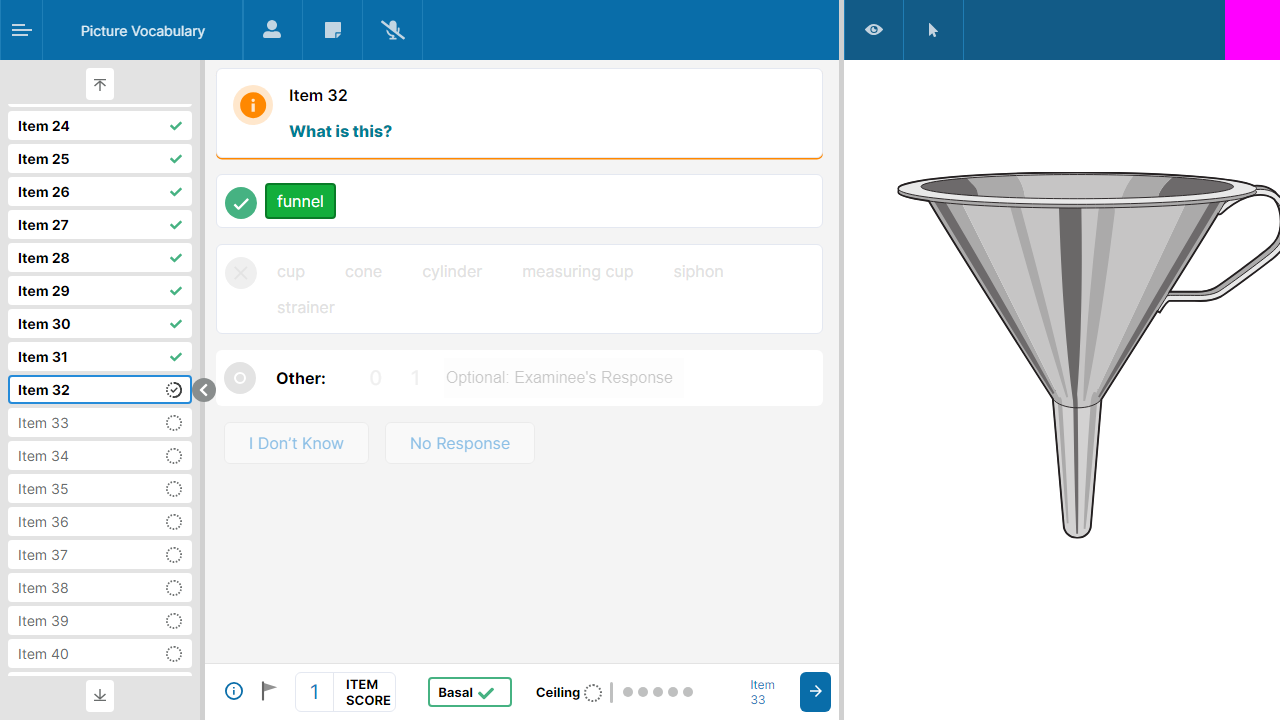 Picture Vocabulary
Item 24
Item 25
Item 26
Item 27
Item 28
Item 29
Item 30
Item 31
Item 32
Item 33
Item 34
Item 35
Item 36
Item 37
Item 38
Item 39
Item 40
Item 32
What is this?
funnel
cup cone cylinder measuring cup siphon
strainer
Other: 0 1 Optional: Examinee's Response
I Don't Know No Response
1 ITEM SCORE
Basal
Ceiling
Item 33